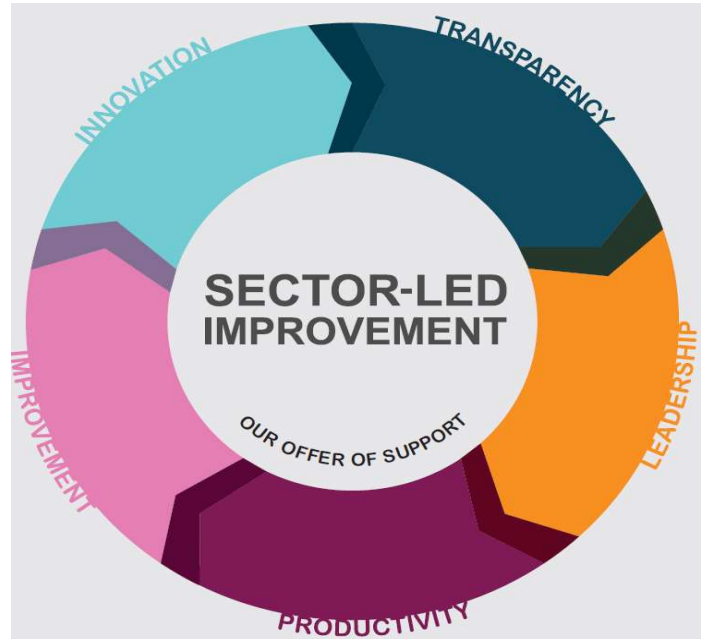 INNOVATION
TRANSPARENCY
LEADERSHIP
PRODUCTIVITY
IMPROVEMENT
SECTOR-LED
IMPROVEMENT
OUR OFFER OF SUPPORT